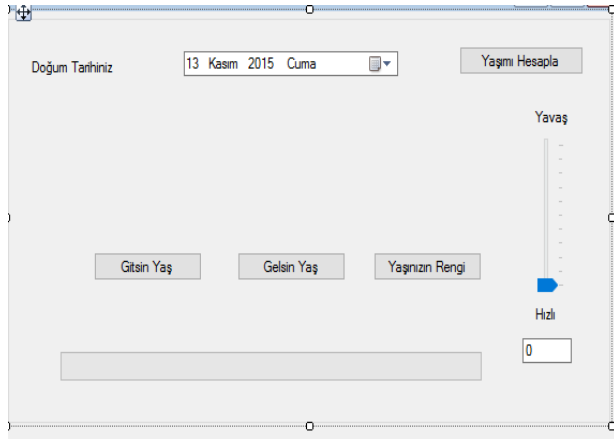 Doğum Tarihiniz
13 Kasım 2015 Cuma
Yaşımı Hesapla
Yavaş
Gitsin Yaş
Gelsin Yaş
Yaşınızın Rengi
Hızlı
0